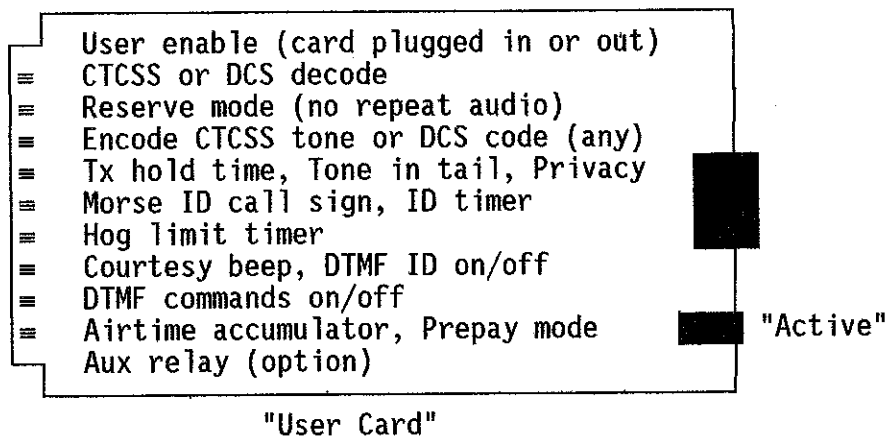 User enable (card plugged in or out)
CTCSS or DCS decode
Reserve mode (no repeat audio)
Encode CTCSS tone or DCS code (any)
Tx hold time, Tone in tail, Privacy
Morse ID call sign, ID timer
Hog limit timer
Courtesy beep, DTMF ID on/off
DTMF commands on/off
Airtime accumulator, Prepay mode
"Active"
Aux relay (option)
"User Card"